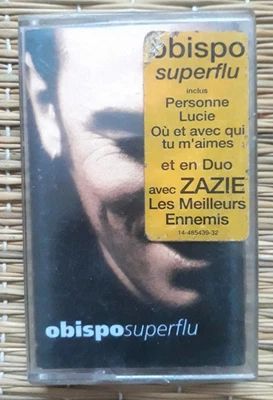 obispo
superflu
inclus
Personne
Lucie
Où et avec qui
tu m'aimes
et en Duo
avec ZAZIE
Les Meilleurs
Ennemis
14-485439-32
obisposuperflu